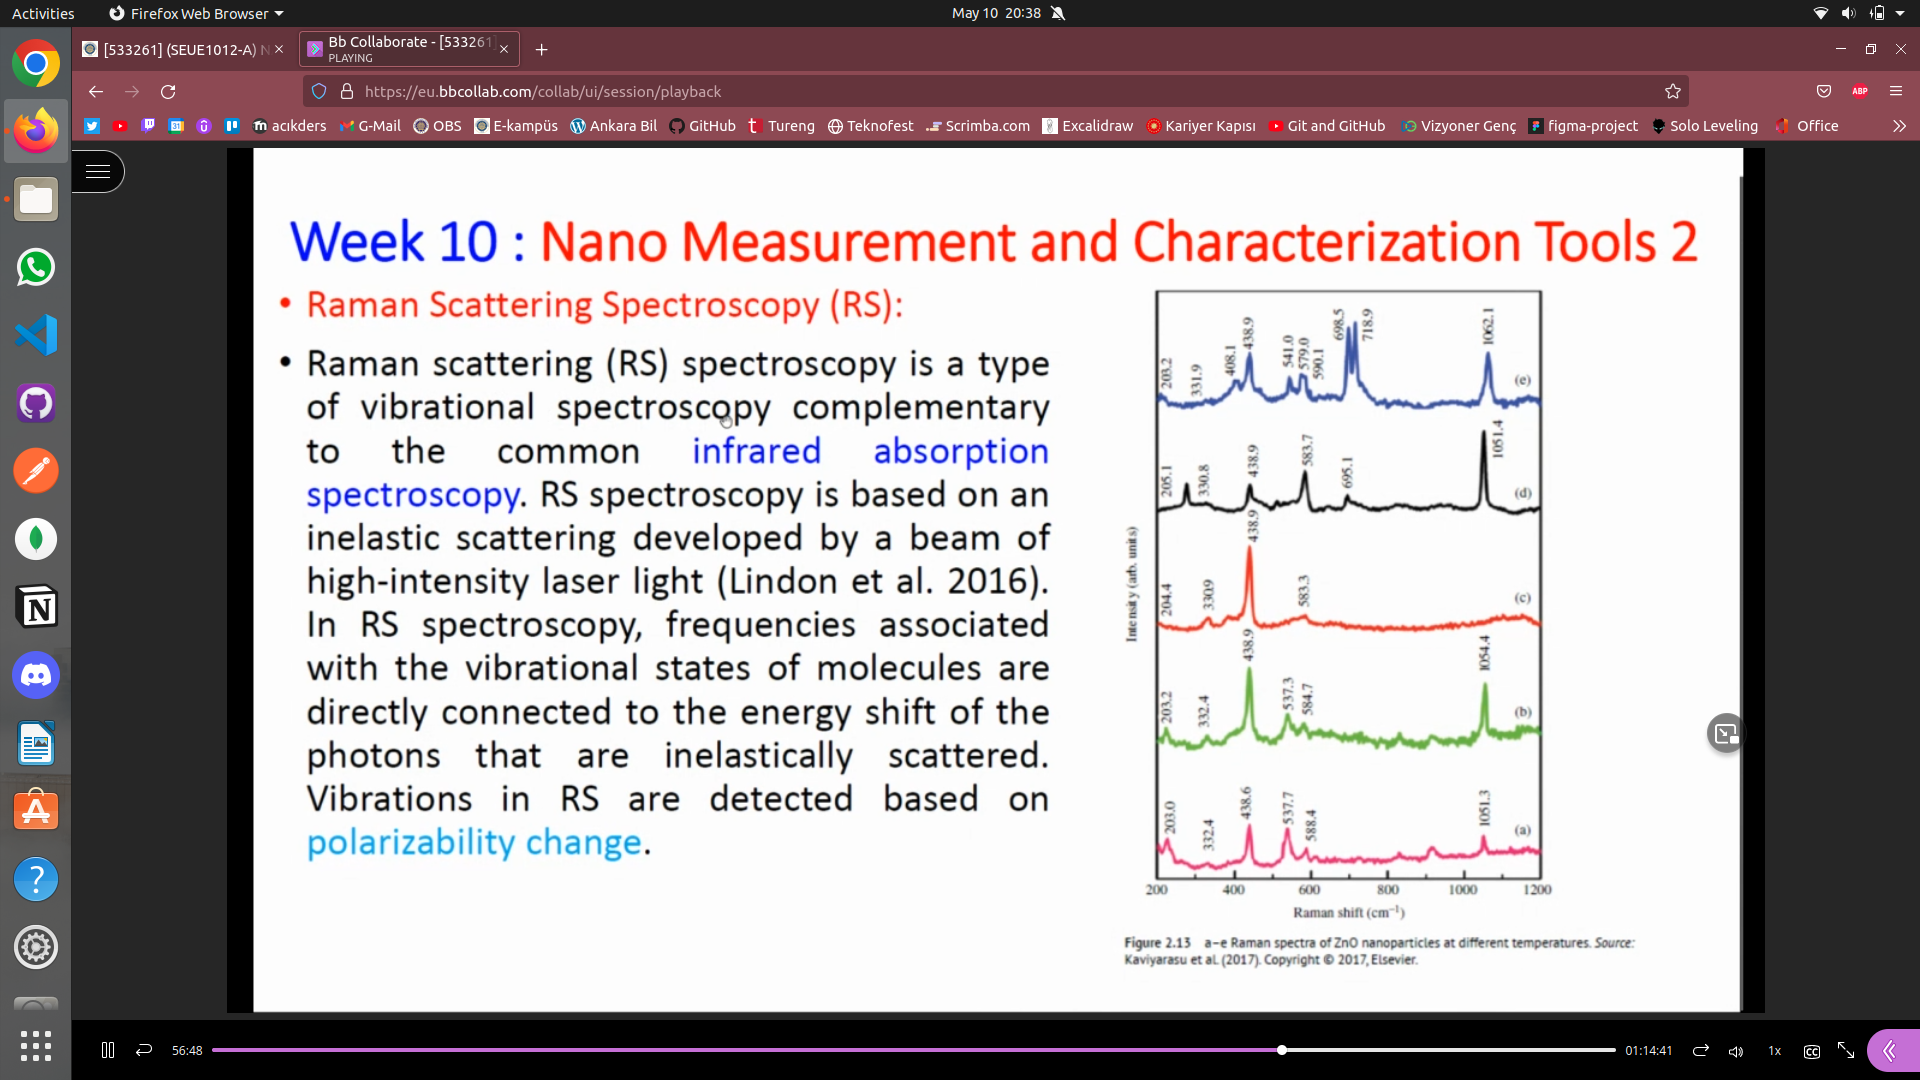 Activities
Firefox Web Browser
May 10 20:38
[533261] (SEUE1012-A) N
Bb Collaborate - [533261]
PLAYING
https://eu.bbcollab.com/collab/ui/session/playback
ABP
acıkders
G-Mail
OBS
E-kampüs
Ankara Bil
GitHub
Tureng
Teknofest
Scrimba.com
Excalidraw
Kariyer Kapısı
Git and GitHub
Vizyoner Genç
figma-project
Solo Leveling
Office
Week 10 : Nano Measurement and Characterization Tools 2
• Raman Scattering Spectroscopy (RS):
• Raman scattering (RS) spectroscopy is a type
of vibrational spectroscopy complementary
to the common infrared absorption
spectroscopy. RS spectroscopy is based on an
inelastic scattering developed by a beam of
high-intensity laser light (Lindon et al. 2016).
In RS spectroscopy, frequencies associated
with the vibrational states of molecules are
directly connected to the energy shift of the
photons that are inelastically scattered.
Vibrations in RS are detected based on
polarizability change.
Intensity (arb. units)
203.2 331.9 408.1 438.9 541.0 579.0 590.1 698.5 718.9 1062.1
(e)
205.1 330.8 438.9 583.7 695.1 1051.4
(d)
204.4 330.9 438.9 583.3
(c)
203.2 332.4 438.9 537.3 584.7 1054.4
(b)
203.0 332.4 438.6 537.7 588.4 1051.3
(a)
200 400 600 800 1000 1200
Raman shift (cm⁻¹)
Figure 2.13 a–e Raman spectra of ZnO nanoparticles at different temperatures. Source:
Kaviyarasu et al. (2017). Copyright © 2017, Elsevier.
56:48
01:14:41
1x
CC